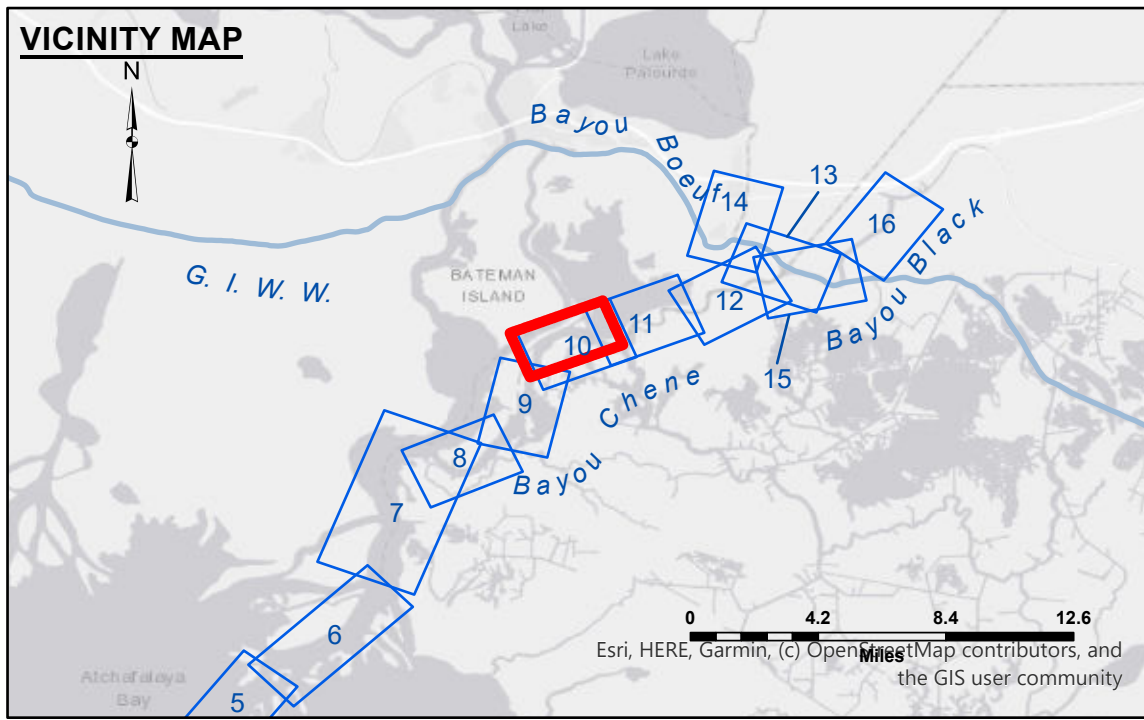 VICINITY MAP
N
Lake
Lake
Palourde
Bayou
Boeuf
13
14
16
G. I. W. W.
BATEMAN
ISLAND
Bayou Black
12
11
10
15
9
Bayou Chene
8
7
6
5
Atchafalaya
Bay
0 4.2 8.4 12.6
Miles
Esri, HERE, Garmin, (c) OpenStreetMap contributors, and
the GIS user community